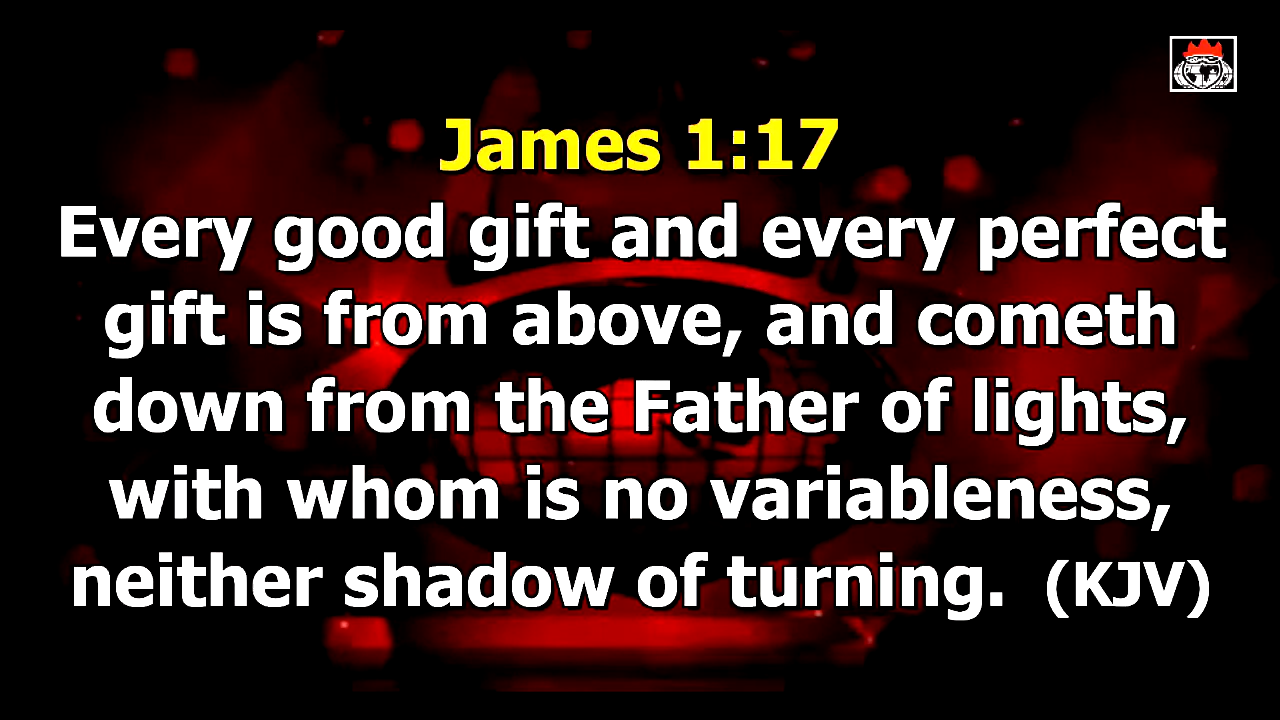 James 1:17
Every good gift and every perfect
gift is from above, and cometh
down from the Father of lights,
with whom is no variableness,
neither shadow of turning. (KJV)